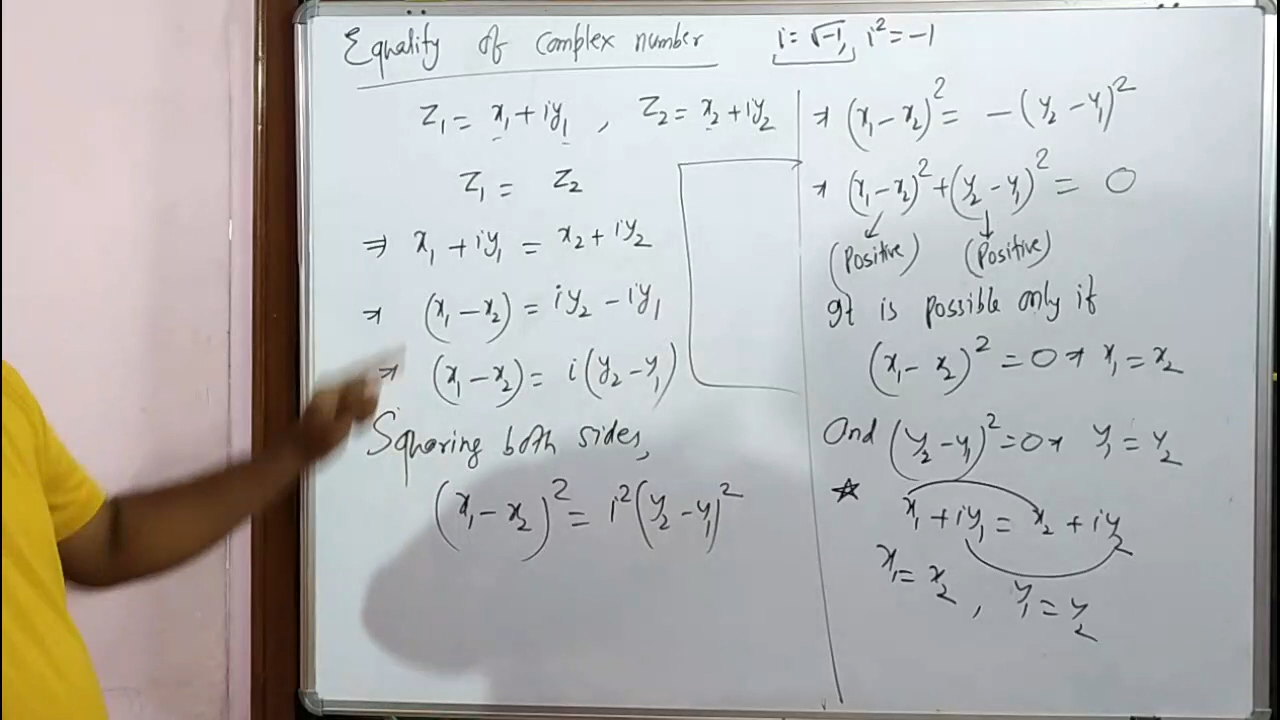 Equality of complex number i = √-1, i² = -1
z₁ = x₁ + iy₁ , z₂ = x₂ + iy₂
z₁ = z₂
⇒ x₁ + iy₁ = x₂ + iy₂
⇒ (x₁ - x₂) = iy₂ - iy₁
⇒ (x₁ - x₂) = i(y₂ - y₁)
Squaring both sides,
(x₁ - x₂)² = i²(y₂ - y₁)²
⇒ (x₁ - x₂)² = -(y₂ - y₁)²
⇒ (x₁ - x₂)² + (y₂ - y₁)² = 0
(Positive) (Positive)
It is possible only if
(x₁ - x₂)² = 0 ⇒ x₁ = x₂
And (y₂ - y₁)² = 0 ⇒ y₁ = y₂
☆ x₁ + iy₁ = x₂ + iy₂
x₁ = x₂ , y₁ = y₂